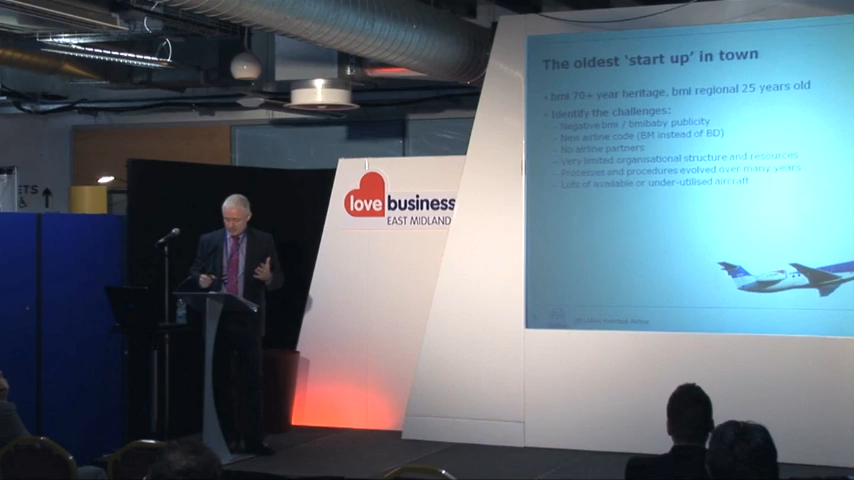 The oldest 'start up' in town
• bmi 70+ year heritage, bmi regional 25 years old
• Identify the challenges:
– Negative bmi / bmibaby publicity
– New airline code (BM instead of BD)
– No airline partners
– Very limited organisational structure and resources
– Processes and procedures evolved over many years
– Lots of available or under-utilised aircraft
love business
EAST MIDLAND
ETS